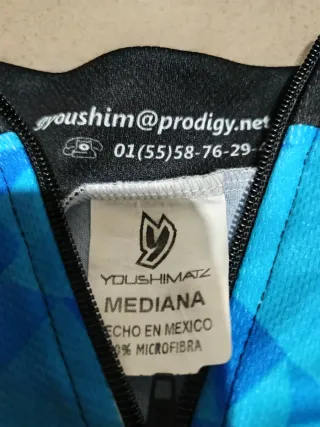 gyoushim@prodigy.net
01(55)58-76-29-
YOUSHIMATZ
MEDIANA
ECHO EN MEXICO
0% MICROFIBRA